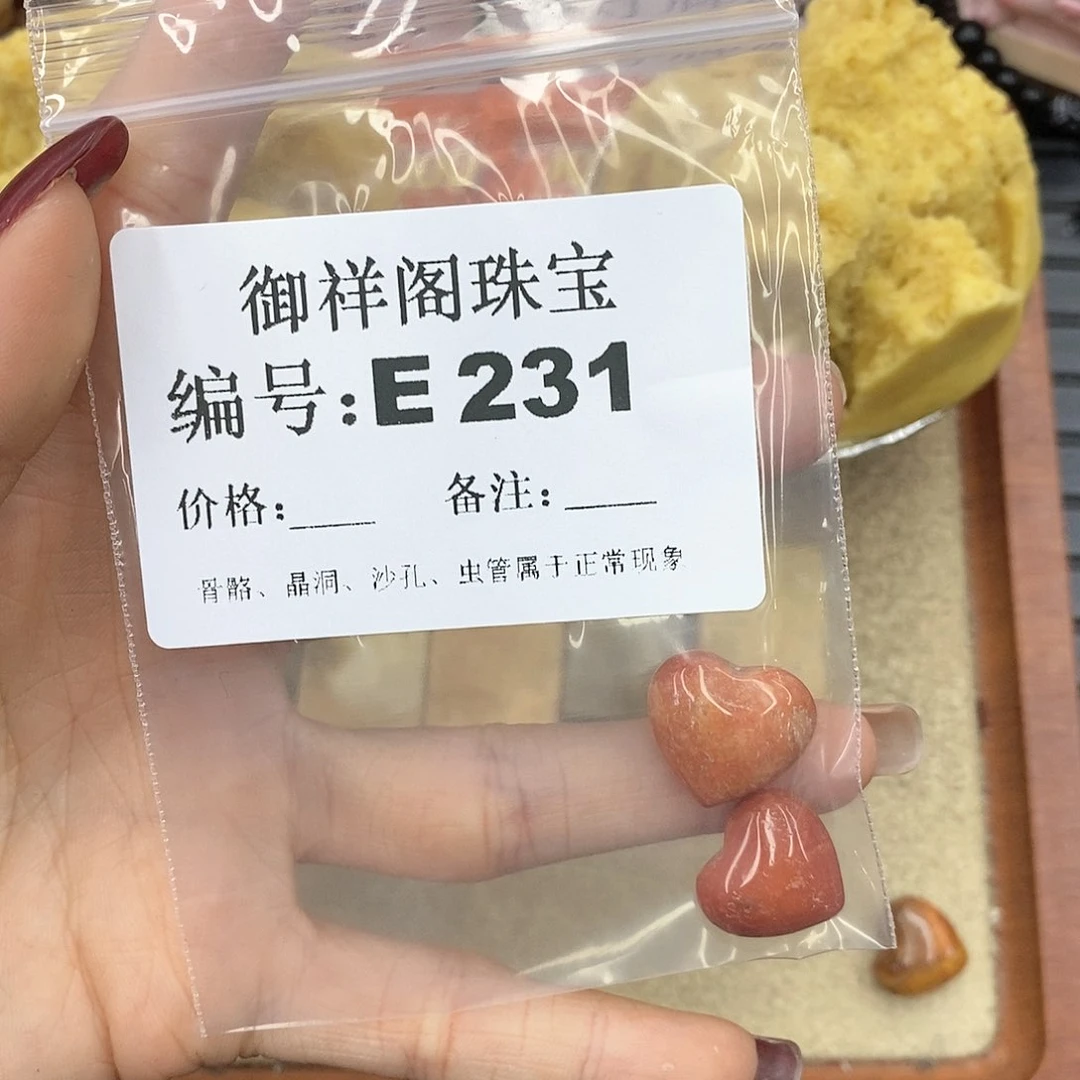 御祥阁珠宝
编号:E 231
价格:____ 备注:____
骨骼、晶洞、沙孔、虫管属于正常现象